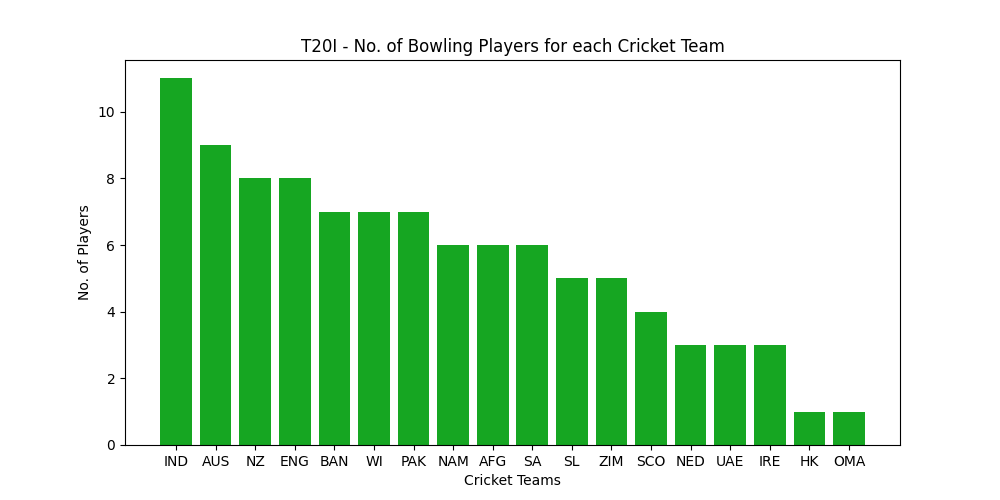 T20I - No. of Bowling Players for each Cricket Team
No. of Players
10
8
6
4
2
0
IND AUS NZ ENG BAN WI PAK NAM AFG SA SL ZIM SCO NED UAE IRE HK OMA
Cricket Teams